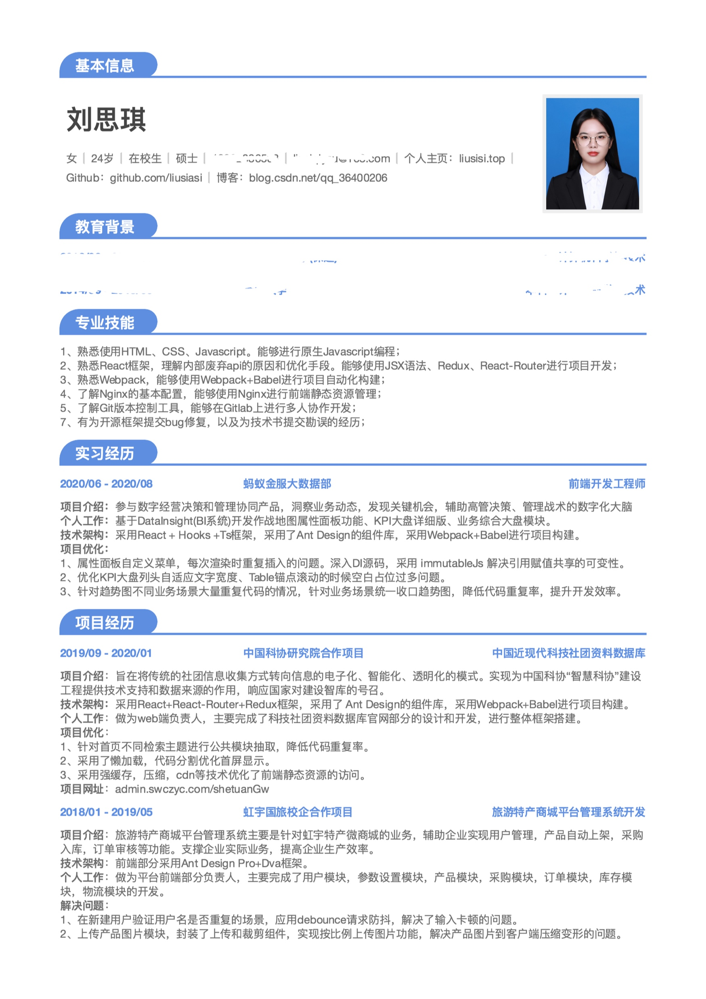 基本信息
刘思琪
女 | 24岁 | 在校生 | 硕士 | | | 个人主页：liusisi.top |
Github：github.com/liusiasi | 博客：blog.csdn.net/qq_36400206
教育背景
专业技能
1、熟悉使用HTML、CSS、Javascript。能够进行原生Javascript编程；
2、熟悉React框架，理解内部废弃api的原因和优化手段。能够使用JSX语法、Redux、React-Router进行项目开发；
3、熟悉Webpack，能够使用Webpack+Babel进行项目自动化构建；
4、了解Nginx的基本配置，能够使用Nginx进行前端静态资源管理；
5、了解Git版本控制工具，能够在Gitlab上进行多人协作开发；
7、有为开源框架提交bug修复，以及为技术书提交勘误的经历；
实习经历
2020/06 - 2020/08 蚂蚁金服大数据部 前端开发工程师
项目介绍：参与数字经营决策和管理协同产品，洞察业务动态，发现关键机会，辅助高管决策、管理战术的数字化大脑
个人工作：基于DataInsight(BI系统)开发作战地图属性面板功能、KPI大盘详细版、业务综合大盘模块。
技术架构：采用React + Hooks +Ts框架，采用了Ant Design的组件库，采用Webpack+Babel进行项目构建。
项目优化：
1、属性面板自定义菜单，每次渲染时重复插入的问题。深入DI源码，采用 immutableJs 解决引用赋值共享的可变性。
2、优化KPI大盘列头自适应文字宽度、Table锚点滚动的时候空白占位过多问题。
3、针对趋势图不同业务场景大量重复代码的情况，针对业务场景统一收口趋势图，降低代码重复率，提升开发效率。
项目经历
2019/09 - 2020/01 中国科协研究院合作项目 中国近现代科技社团资料数据库
项目介绍：旨在将传统的社团信息收集方式转向信息的电子化、智能化、透明化的模式。实现为中国科协“智慧科协”建设
工程提供技术支持和数据来源的作用，响应国家对建设智库的号召。
技术架构：采用React+React-Router+Redux框架，采用了 Ant Design的组件库，采用Webpack+Babel进行项目构建。
个人工作：做为web端负责人，主要完成了科技社团资料数据库官网部分的设计和开发，进行整体框架搭建。
项目优化：
1、针对首页不同检索主题进行公共模块抽取，降低代码重复率。
2、采用了懒加载，代码分割优化首屏显示。
3、采用强缓存，压缩，cdn等技术优化了前端静态资源的访问。
项目网址：admin.swczyc.com/shetuanGw
2018/01 - 2019/05 虹宇国旅校企合作项目 旅游特产商城平台管理系统开发
项目介绍：旅游特产商城平台管理系统主要是针对虹宇特产微商城的业务，辅助企业实现用户管理，产品自动上架，采购
入库，订单审核等功能。支撑企业实际业务，提高企业生产效率。
技术架构：前端部分采用Ant Design Pro+Dva框架。
个人工作：做为平台前端部分负责人，主要完成了用户模块，参数设置模块，产品模块，采购模块，订单模块，库存模
块，物流模块的开发。
解决问题：
1、在新建用户验证用户名是否重复的场景，应用debounce请求防抖，解决了输入卡顿的问题。
2、上传产品图片模块，封装了上传和裁剪组件，实现按比例上传图片功能，解决产品图片到客户端压缩变形的问题。